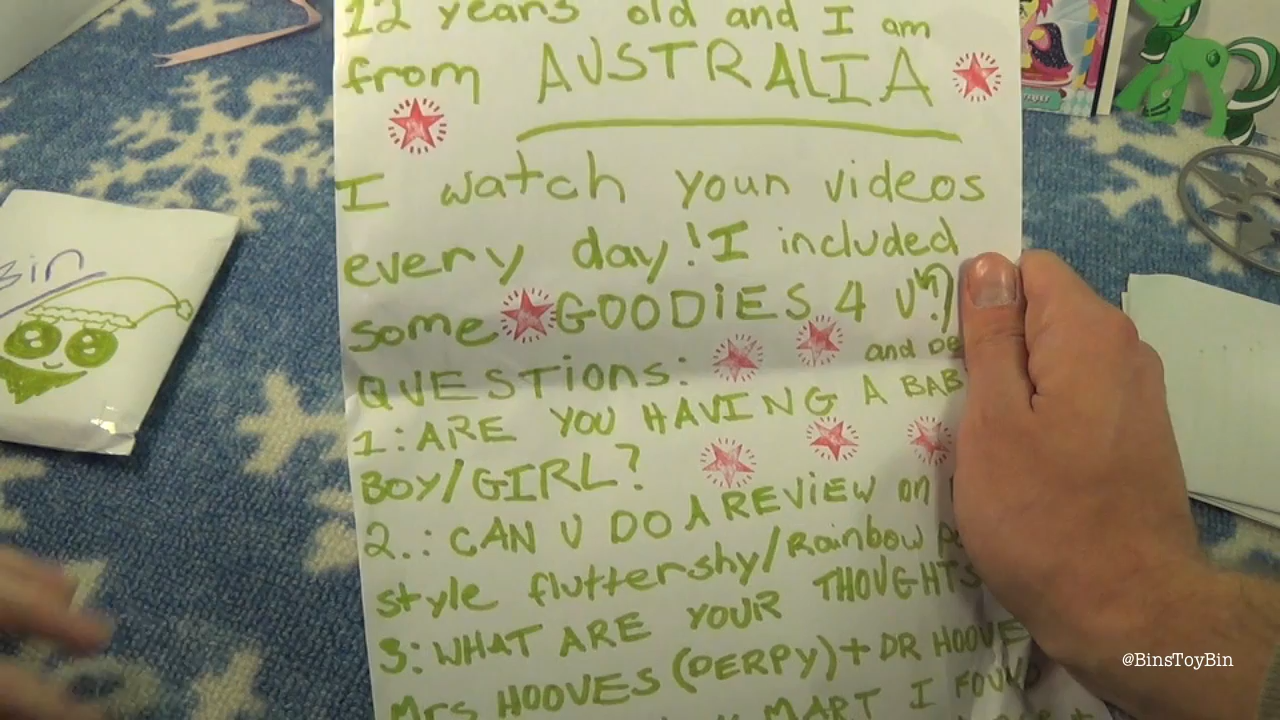 12 years old and I am
from AUSTRALIA
I watch your videos
every day! I included
some GOODIES 4 U
QUESTIONS: and
1: ARE YOU HAVING A
BOY/GIRL?
2.: CAN U DO A REVIEW on
style fluttershy/Rainbow
3: WHAT ARE YOUR THOUGHTS
Mrs HOOVES (DERPY) + DR
MART I
Bin
@BinsToyBin